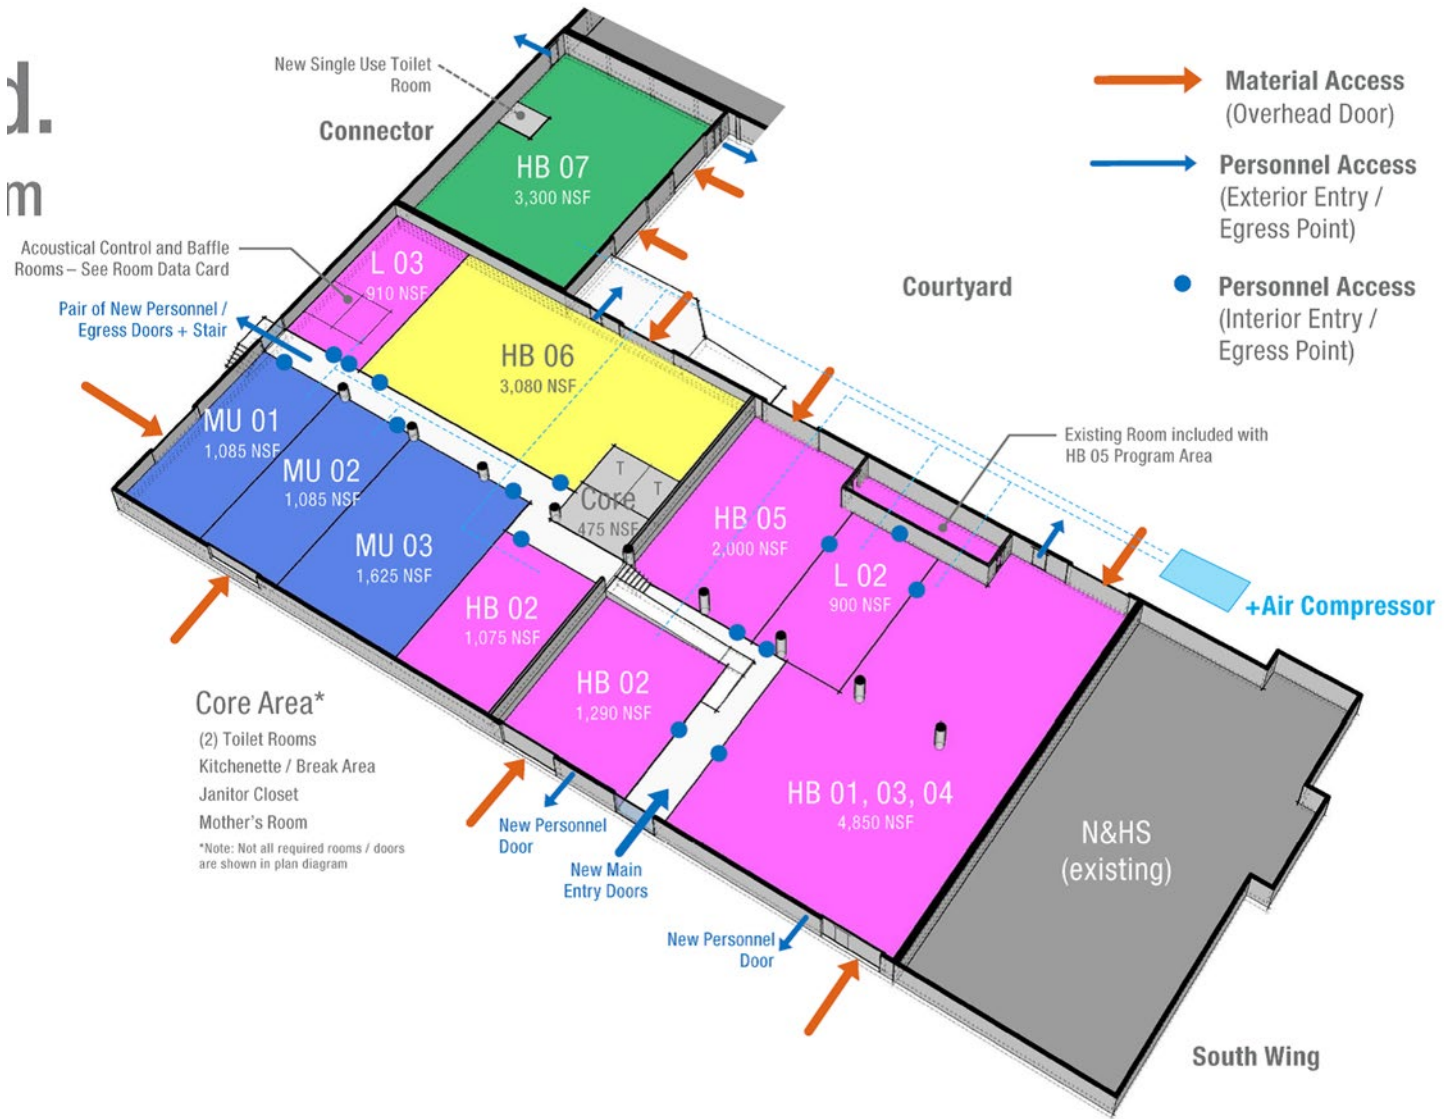 d.
m
New Single Use Toilet
Room
Connector
HB 07
3,300 NSF
Material Access
(Overhead Door)
Personnel Access
(Exterior Entry /
Egress Point)
Personnel Access
(Interior Entry /
Egress Point)
Acoustical Control and Baffle
Rooms – See Room Data Card
Pair of New Personnel /
Egress Doors + Stair
L 03
910 NSF
Courtyard
HB 06
3,080 NSF
MU 01
1,085 NSF
MU 02
1,085 NSF
MU 03
1,625 NSF
T
T
Core
475 NSF
HB 05
2,000 NSF
Existing Room included with
HB 05 Program Area
L 02
900 NSF
+Air Compressor
HB 02
1,075 NSF
HB 02
1,290 NSF
Core Area*
(2) Toilet Rooms
Kitchenette / Break Area
Janitor Closet
Mother's Room
*Note: Not all required rooms / doors
are shown in plan diagram
New Personnel
Door
New Main
Entry Doors
HB 01, 03, 04
4,850 NSF
N&HS
(existing)
New Personnel
Door
South Wing